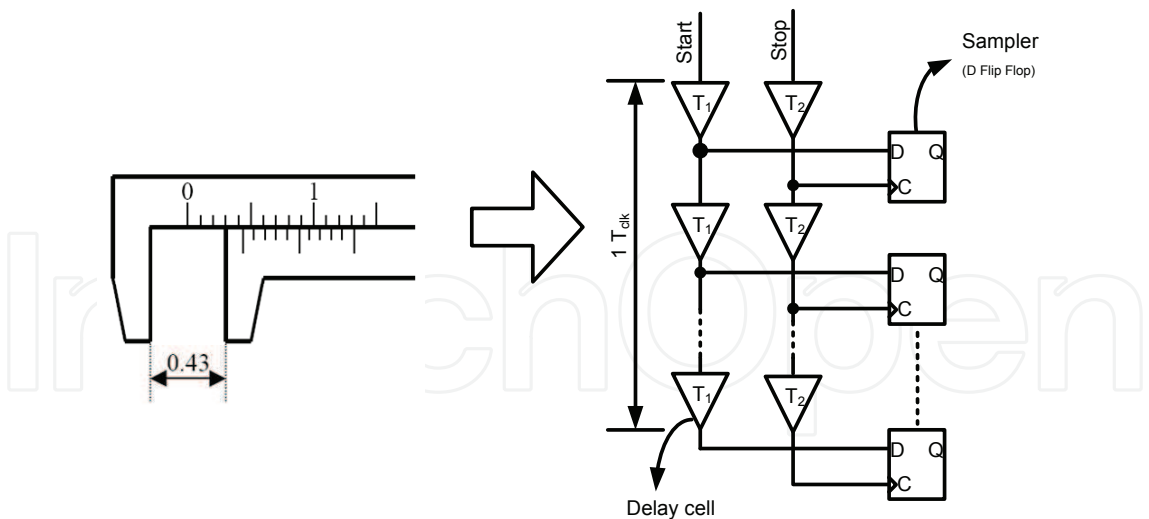 0 1
0.43
1 Tclk
Start
Stop
T1
T2
D Q
C
T1
T2
D Q
C
T1
T2
D Q
C
Sampler
(D Flip Flop)
Delay cell
InTechOpen